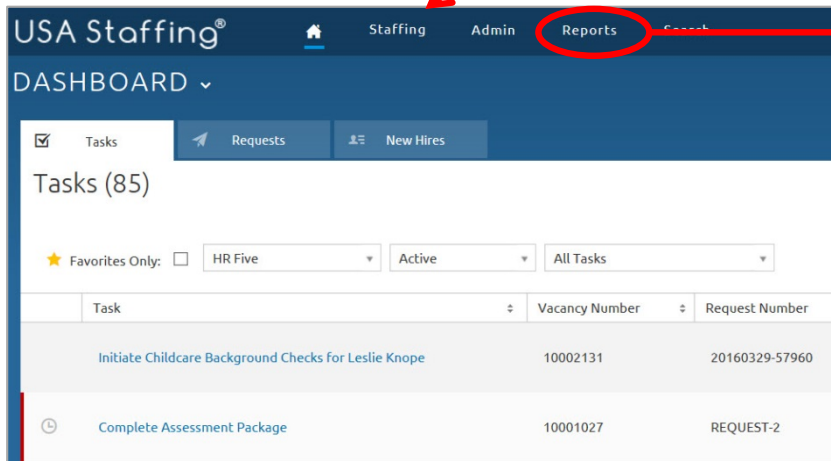 USA Staffing® Staffing Admin Reports Search
DASHBOARD
Tasks Requests New Hires
Tasks (85)
Favorites Only: HR Five Active All Tasks
Task Vacancy Number Request Number
Initiate Childcare Background Checks for Leslie Knope 10002131 20160329-57960
Complete Assessment Package 10001027 REQUEST-2